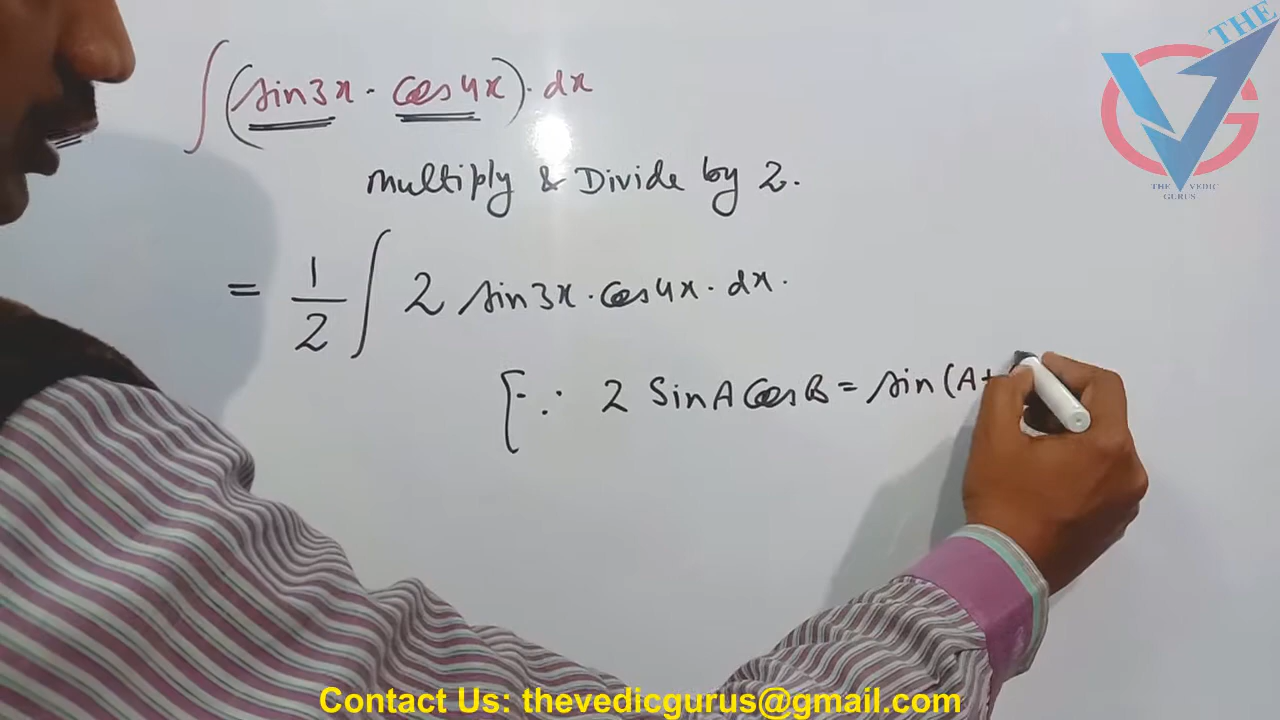 ∫(sin3x · cos4x) · dx
THE
THE VEDIC
GURUS
multiply & Divide by 2.
= 1/2 ∫ 2 sin3x · cos4x · dx.
[∵ 2 SinA CosB = sin(A+
Contact Us: thevedicgurus@gmail.com